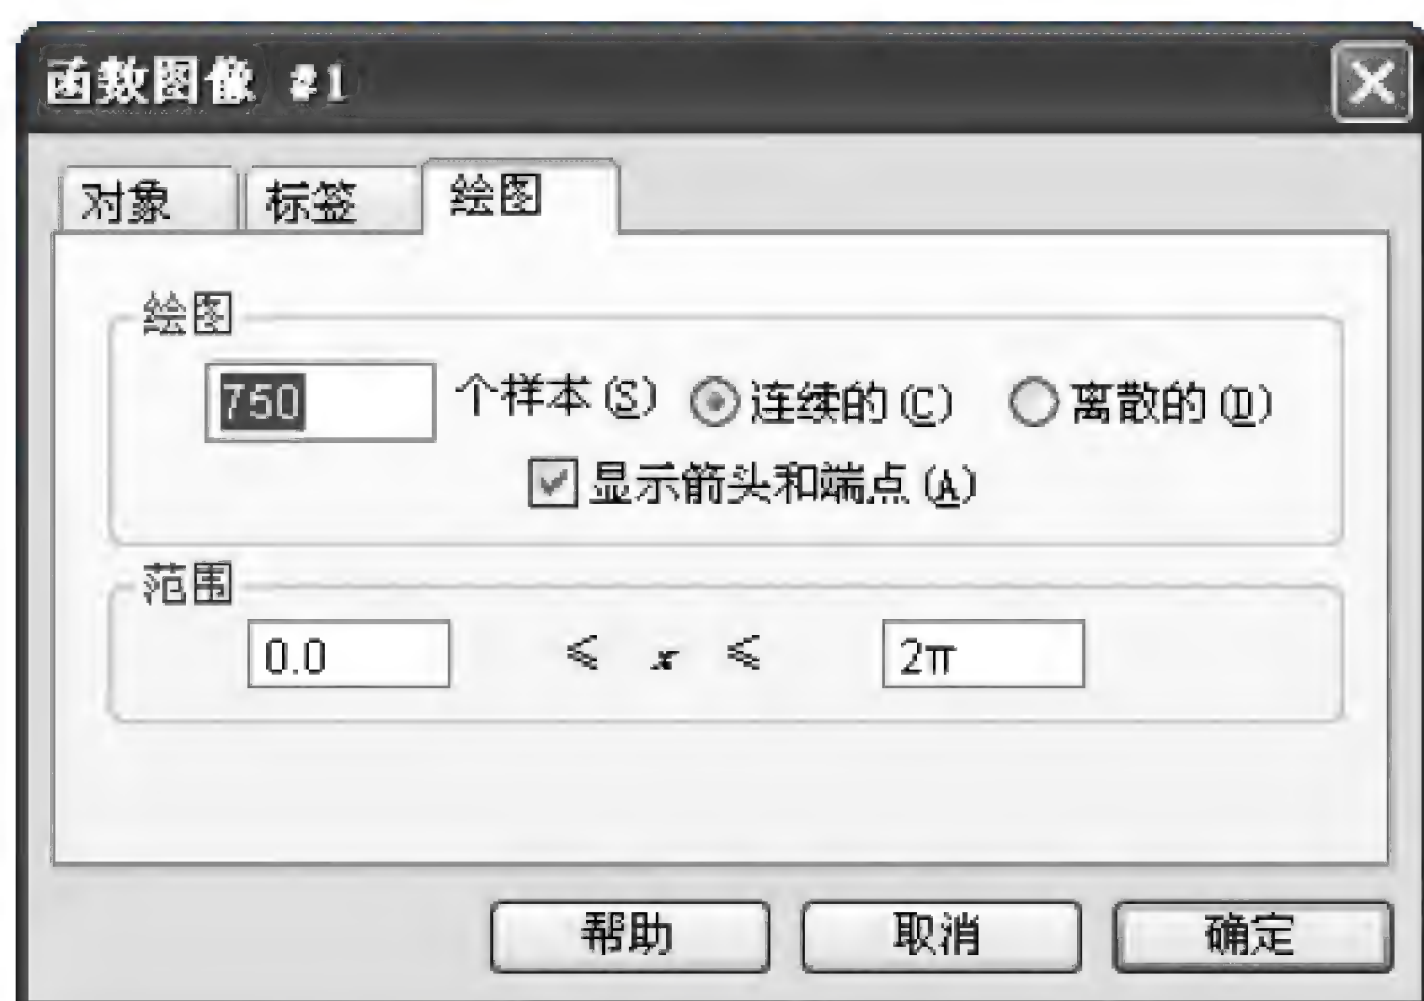 函数图像 #1
对象 标签 绘图
绘图
750 个样本(S) 连续的(C) 离散的(D)
显示箭头和端点(A)
范围
0.0 ≤ x ≤ 2π
帮助 取消 确定